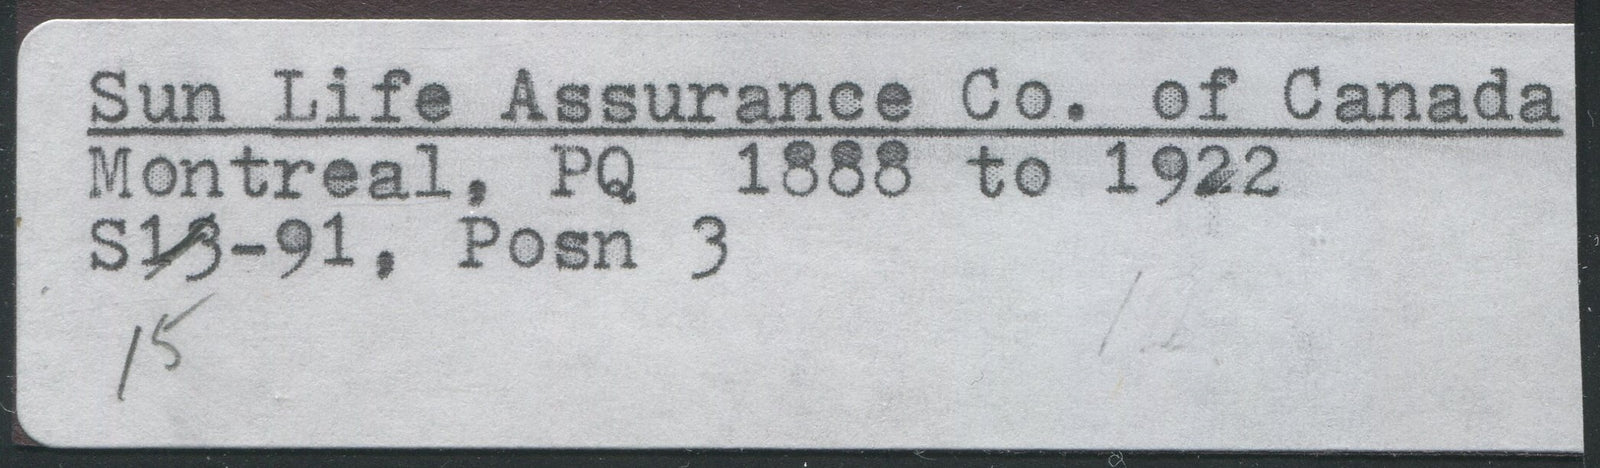 Sun Life Assurance Co. of Canada
Montreal, PQ 1888 to 1922
S13-91, Posn 3
15